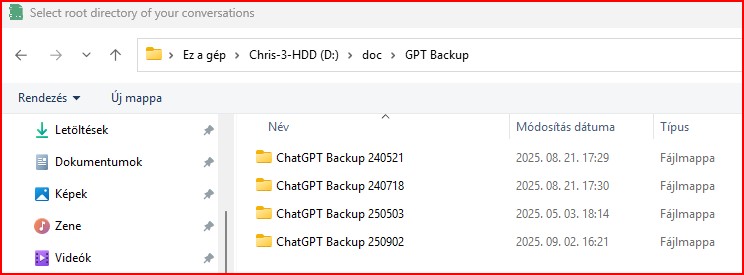 Select root directory of your conversations
Ez a gép > Chris-3-HDD (D:) > doc > GPT Backup
Rendezés Új mappa
Név Módosítás dátuma Típus
Letöltések
Dokumentumok
Képek
Zene
Videók
ChatGPT Backup 240521 2025. 08. 21. 17:29 Fájlmappa
ChatGPT Backup 240718 2025. 08. 21. 17:30 Fájlmappa
ChatGPT Backup 250503 2025. 05. 03. 18:14 Fájlmappa
ChatGPT Backup 250902 2025. 09. 02. 16:21 Fájlmappa